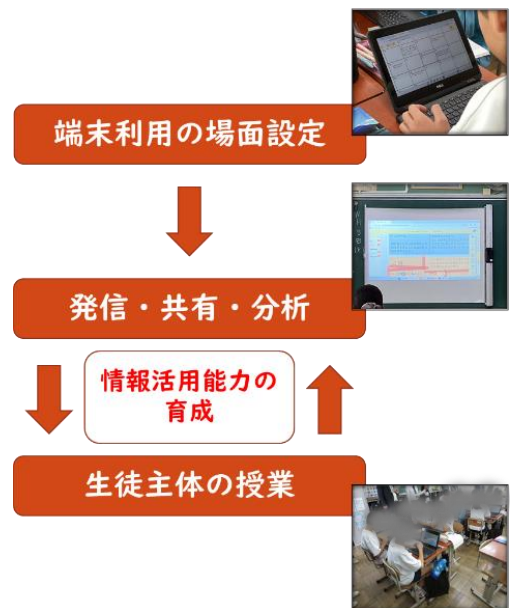 端末利用の場面設定
発信・共有・分析
情報活用能力の
育成
生徒主体の授業